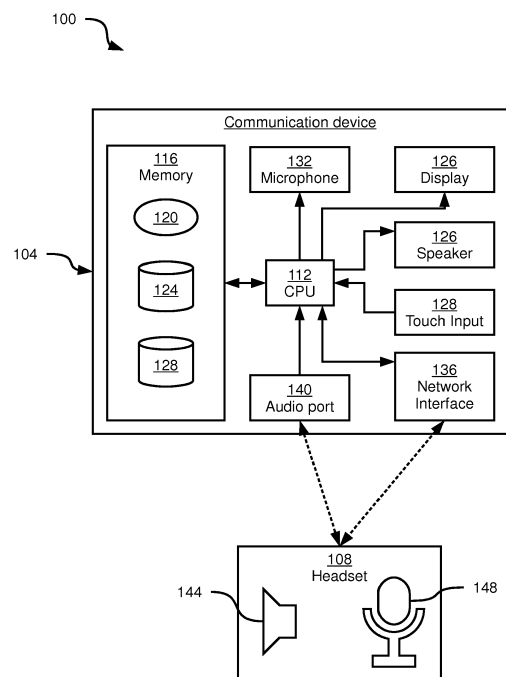 100
Communication device
116
Memory
120
124
128
132
Microphone
126
Display
126
Speaker
112
CPU
128
Touch Input
136
Network
Interface
140
Audio port
104
108
Headset
144
148